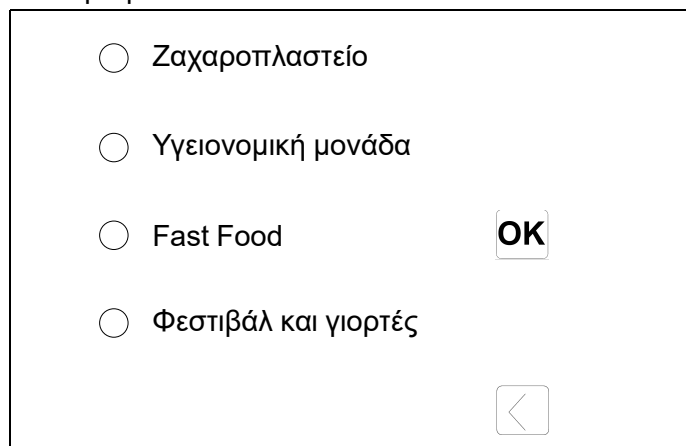 Ζαχαροπλαστείο
Υγειονομική μονάδα
Fast Food
OK
Φεστιβάλ και γιορτές